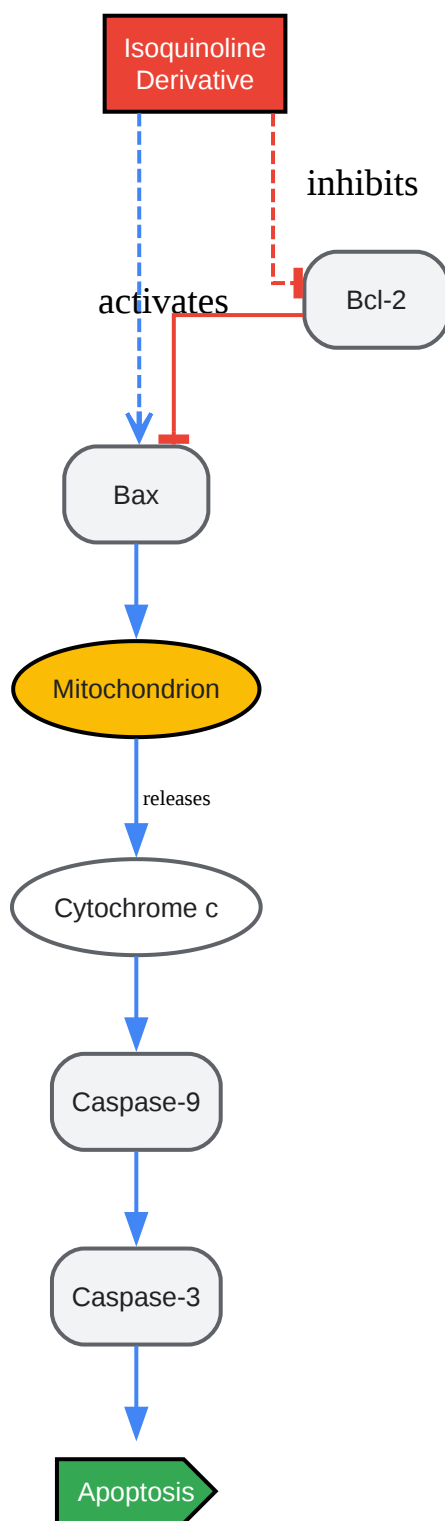 Isoquinoline
Derivative
inhibits
Bcl-2
activates
Bax
Mitochondrion
releases
Cytochrome c
Caspase-9
Caspase-3
Apoptosis